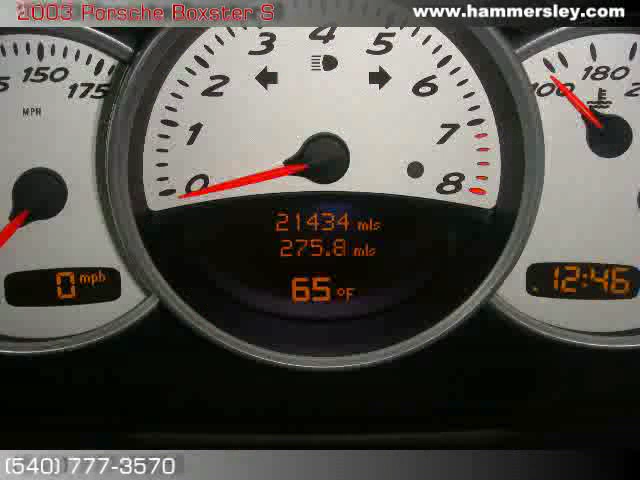 2003 Porsche Boxster S
www.hammersley.com
150
175
MPH
0 mph
0
1
2
3
4
5
6
7
8
21434 mls
275.8 mls
65 °F
100
180
12:46
(540) 777-3570